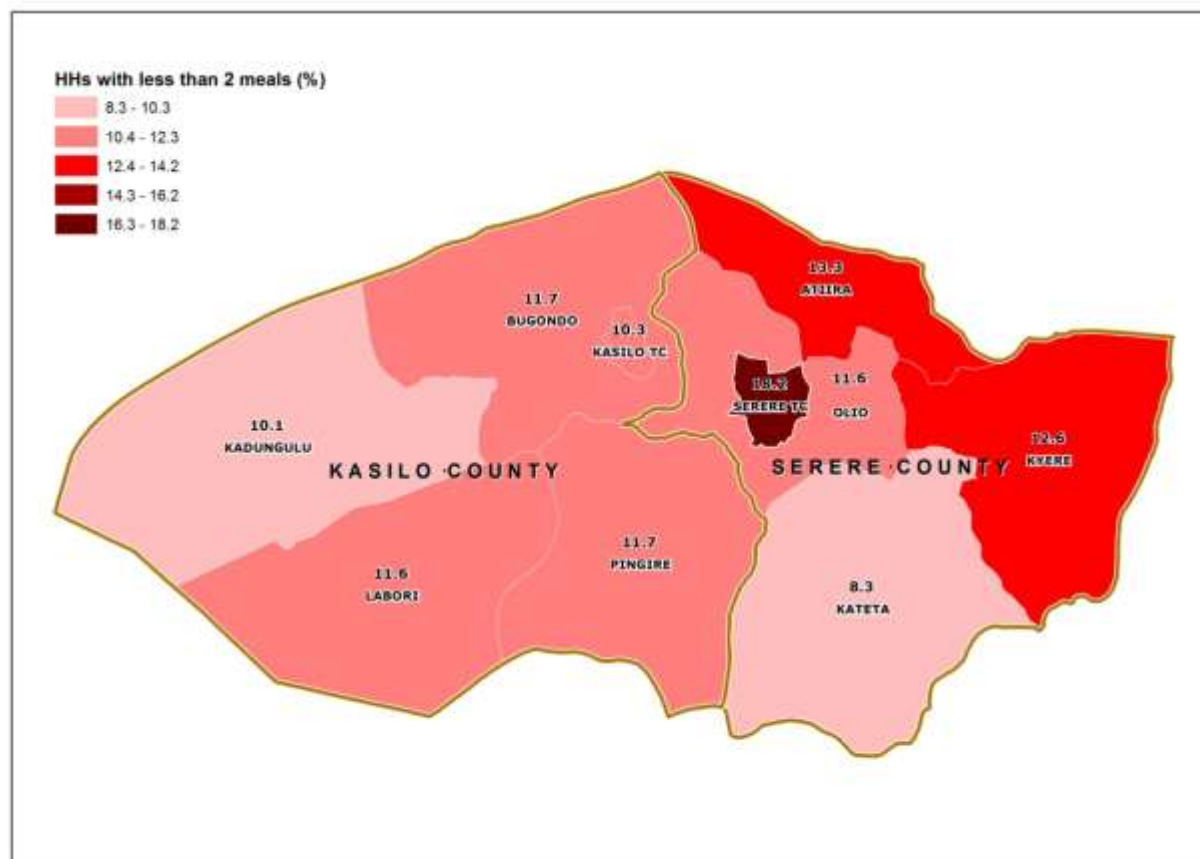 HHs with less than 2 meals (%)
8.3 - 10.3
10.4 - 12.3
12.4 - 14.2
14.3 - 16.2
16.3 - 18.2
13.3
ATIIRA
11.7
BUGONDO
10.3
KASILO TC
18.2
SERERE TC
11.6
OLIO
10.1
KADUNGULU
12.6
KYERE
KASILO COUNTY
SERERE COUNTY
11.7
PINGIRE
11.6
LABORI
8.3
KATETA